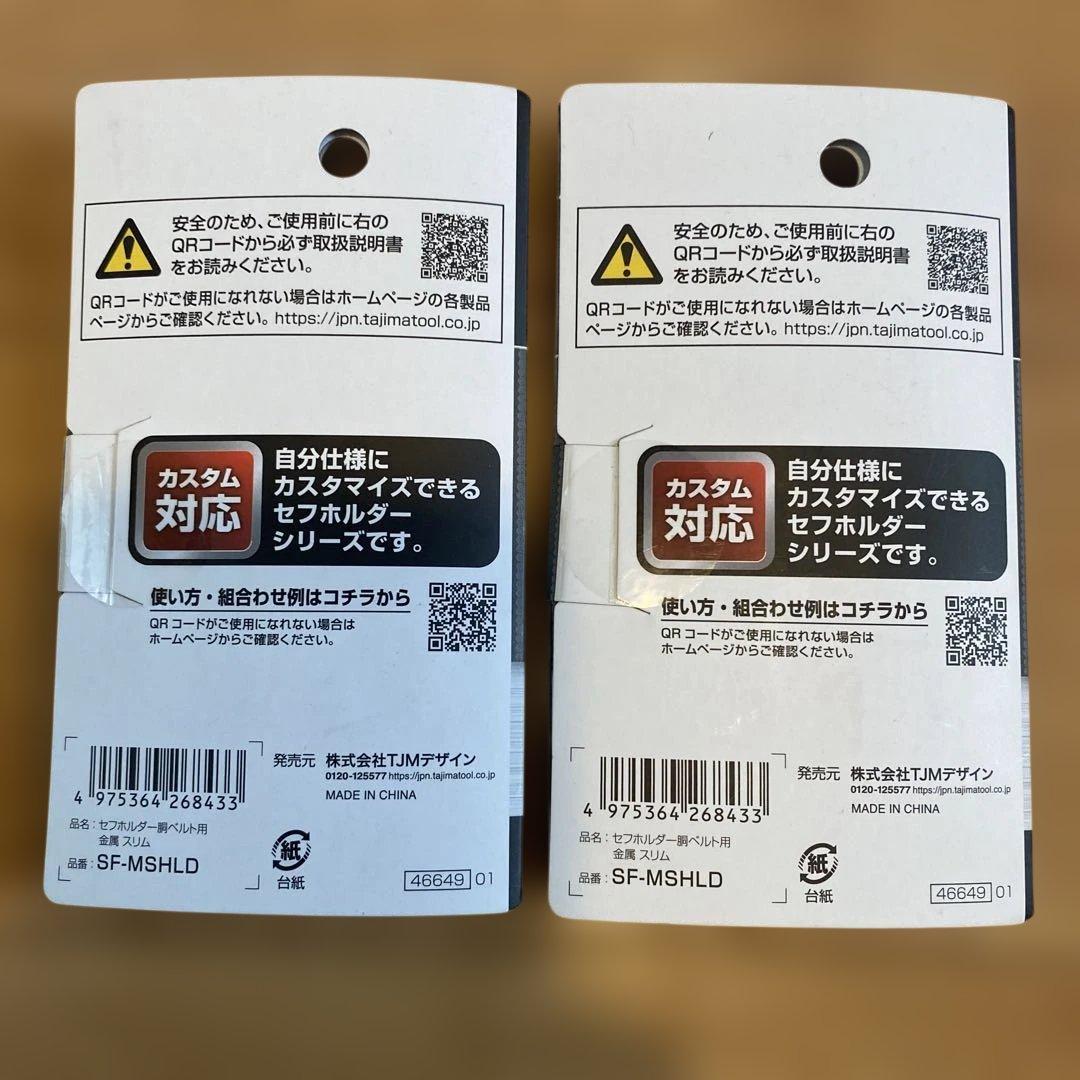 安全のため、ご使用前に右の
QRコードから必ず取扱説明書
をお読みください。
QRコードがご使用になれない場合はホームページの各製品
ページからご確認ください。https://jpn.tajimatool.co.jp
カスタム
対応
自分仕様に
カスタマイズできる
セフホルダー
シリーズです。
使い方・組合わせ例はコチラから
QRコードがご使用になれない場合は
ホームページからご確認ください。
4 975364 268433
品名：セフホルダー胴ベルト用
金属 スリム
品番：SF-MSHLD
発売元 株式会社TJMデザイン
0120-125577 https://jpn.tajimatool.co.jp
MADE IN CHINA
紙
台紙
46649 01
安全のため、ご使用前に右の
QRコードから必ず取扱説明書
をお読みください。
QRコードがご使用になれない場合はホームページの各製品
ページからご確認ください。https://jpn.tajimatool.co.jp
カスタム
対応
自分仕様に
カスタマイズできる
セフホルダー
シリーズです。
使い方・組合わせ例はコチラから
QRコードがご使用になれない場合は
ホームページからご確認ください。
4 975364 268433
品名：セフホルダー胴ベルト用
金属 スリム
品番：SF-MSHLD
発売元 株式会社TJMデザイン
0120-125577 https://jpn.tajimatool.co.jp
MADE IN CHINA
紙
台紙
46649 01